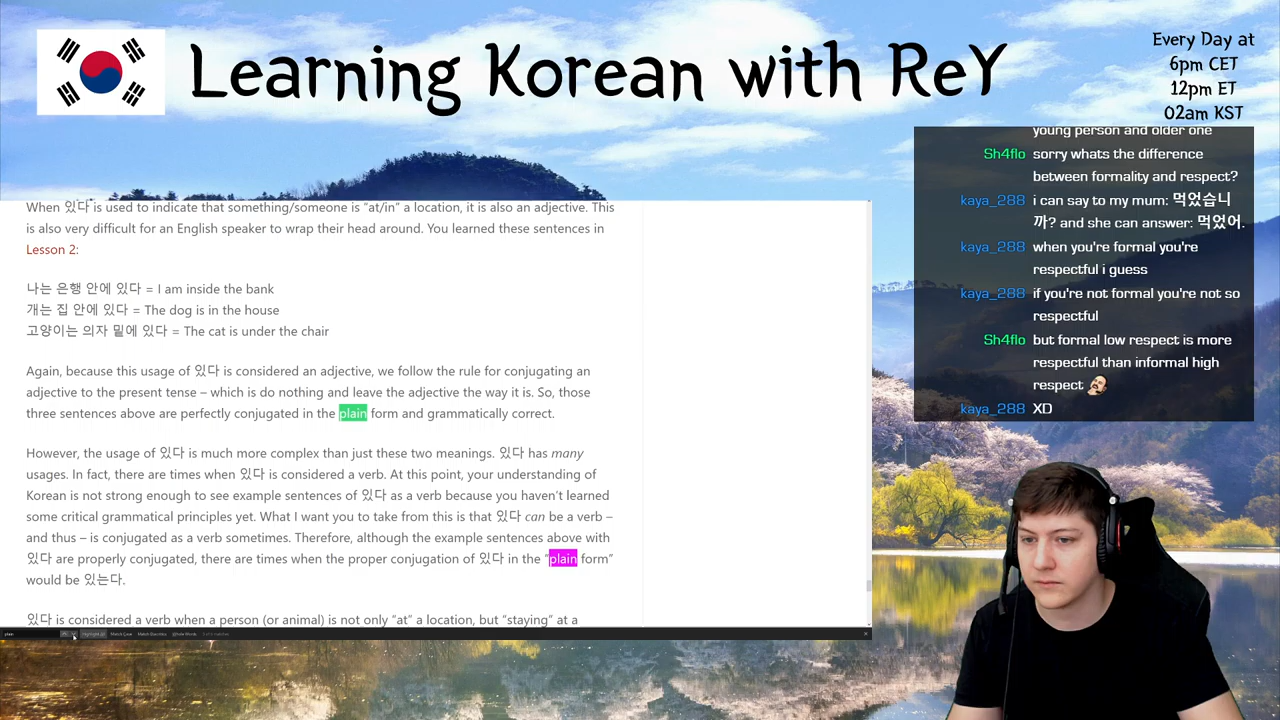 Learning Korean with ReY
Every Day at
6pm CET
12pm ET
02am KST
young person and older one
Sh4flo sorry whats the difference
between formality and respect?
kaya_288 i can say to my mum: 먹었습니
까? and she can answer: 먹었어.
kaya_288 when you're formal you're
respectful i guess
kaya_288 if you're not formal you're not so
respectful
Sh4flo but formal low respect is more
respectful than informal high
respect
kaya_288 XD
When 있다 is used to indicate that something/someone is “at/in” a location, it is also an adjective. This
is also very difficult for an English speaker to wrap their head around. You learned these sentences in
Lesson 2:
나는 은행 안에 있다 = I am inside the bank
개는 집 안에 있다 = The dog is in the house
고양이는 의자 밑에 있다 = The cat is under the chair
Again, because this usage of 있다 is considered an adjective, we follow the rule for conjugating an
adjective to the present tense – which is do nothing and leave the adjective the way it is. So, those
three sentences above are perfectly conjugated in the plain form and grammatically correct.
However, the usage of 있다 is much more complex than just these two meanings. 있다 has many
usages. In fact, there are times when 있다 is considered a verb. At this point, your understanding of
Korean is not strong enough to see example sentences of 있다 as a verb because you haven’t learned
some critical grammatical principles yet. What I want you to take from this is that 있다 can be a verb –
and thus – is conjugated as a verb sometimes. Therefore, although the example sentences above with
있다 are properly conjugated, there are times when the proper conjugation of 있다 in the “plain form”
would be 있는다.
있다 is considered a verb when a person (or animal) is not only “at” a location, but “staying” at a
plain